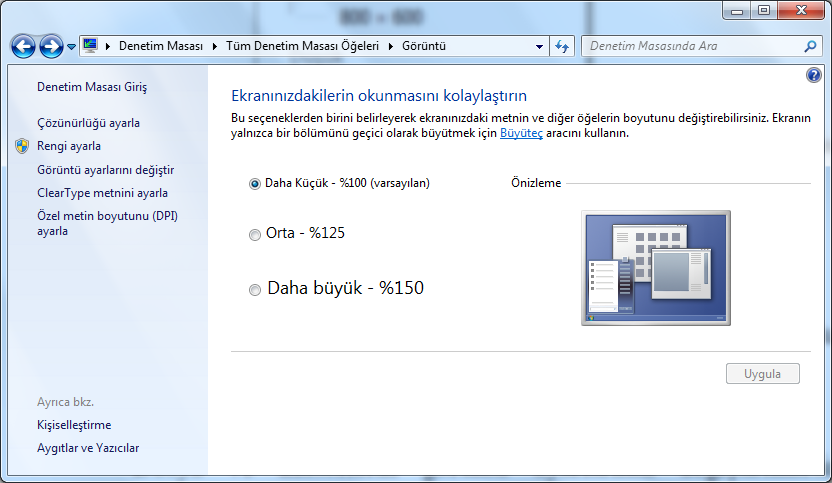 800 × 600
Denetim Masası
Tüm Denetim Masası Öğeleri
Görüntü
Denetim Masasında Ara
Denetim Masası Giriş
Çözünürlüğü ayarla
Rengi ayarla
Görüntü ayarlarını değiştir
ClearType metnini ayarla
Özel metin boyutunu (DPI)
ayarla
Ayrıca bkz.
Kişiselleştirme
Aygıtlar ve Yazıcılar
Ekranınızdakilerin okunmasını kolaylaştırın
Bu seçeneklerden birini belirleyerek ekranınızdaki metnin ve diğer öğelerin boyutunu değiştirebilirsiniz. Ekranın
yalnızca bir bölümünü geçici olarak büyütmek için Büyüteç aracını kullanın.
Daha Küçük - %100 (varsayılan)
Önizleme
Orta - %125
Daha büyük - %150
Uygula